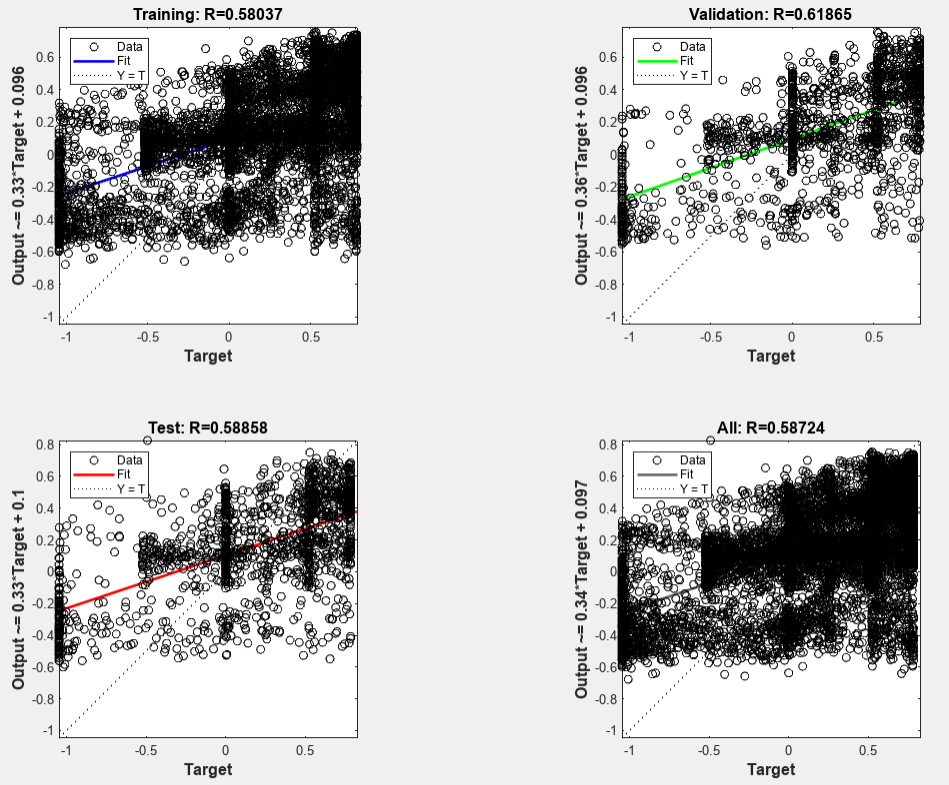 Training: R=0.58037
Output ~= 0.33*Target + 0.096
0.6
0.4
0.2
0
-0.2
-0.4
-0.6
-0.8
-1
Data
Fit
Y = T
-1 -0.5 0 0.5
Target
Validation: R=0.61865
Output ~= 0.36*Target + 0.096
0.6
0.4
0.2
0
-0.2
-0.4
-0.6
-0.8
-1
Data
Fit
Y = T
-1 -0.5 0 0.5
Target
Test: R=0.58858
Output ~= 0.33*Target + 0.1
0.8
0.6
0.4
0.2
0
-0.2
-0.4
-0.6
-0.8
-1
Data
Fit
Y = T
-1 -0.5 0 0.5
Target
All: R=0.58724
Output ~= 0.34*Target + 0.097
0.8
0.6
0.4
0.2
0
-0.2
-0.4
-0.6
-0.8
-1
Data
Fit
Y = T
-1 -0.5 0 0.5
Target